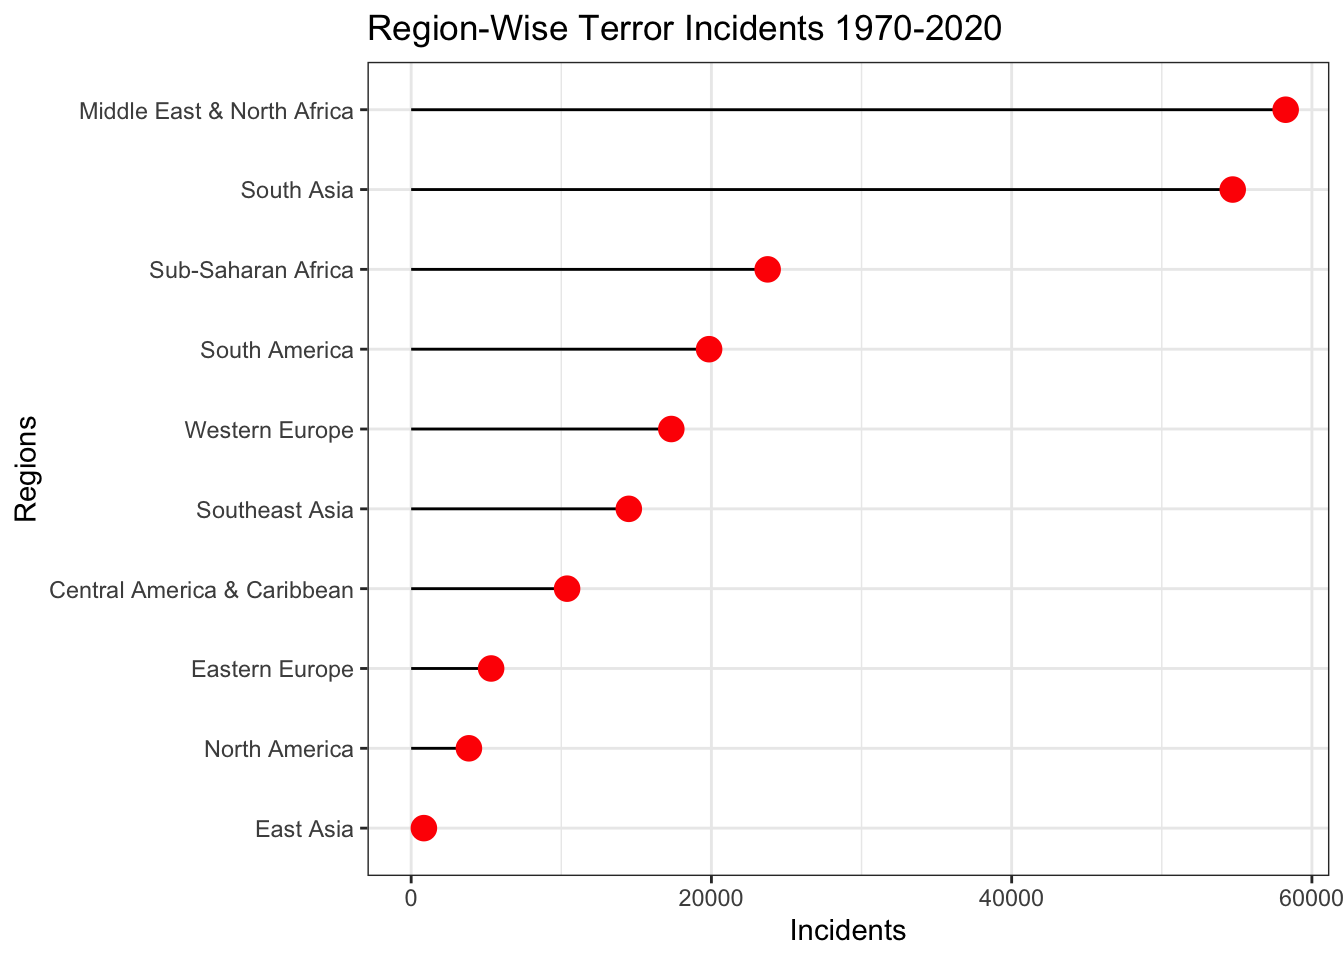 Region-Wise Terror Incidents 1970-2020
Regions
Middle East & North Africa
South Asia
Sub-Saharan Africa
South America
Western Europe
Southeast Asia
Central America & Caribbean
Eastern Europe
North America
East Asia
0 20000 40000 60000
Incidents